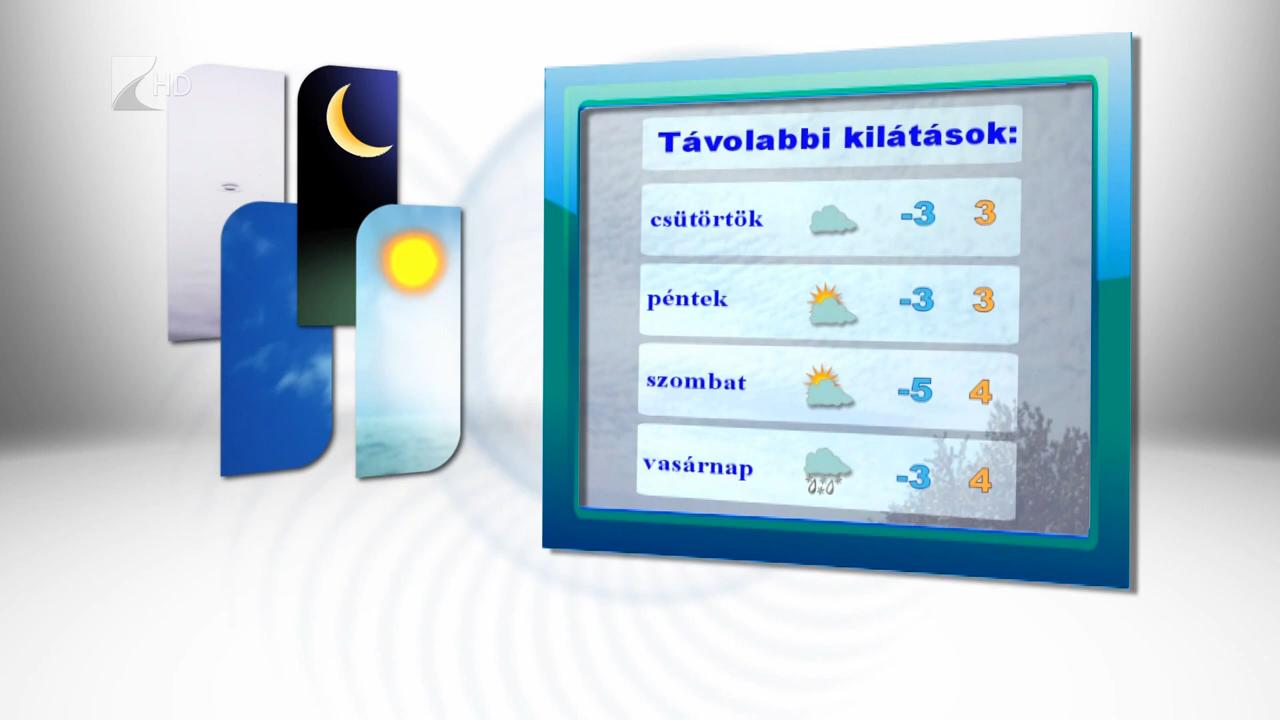 HD
Távolabbi kilátások:
csütörtök -3 3
péntek -3 3
szombat -5 4
vasárnap -3 4